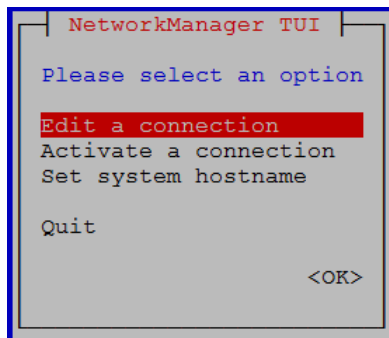 NetworkManager TUI
Please select an option
Edit a connection
Activate a connection
Set system hostname
Quit
<OK>